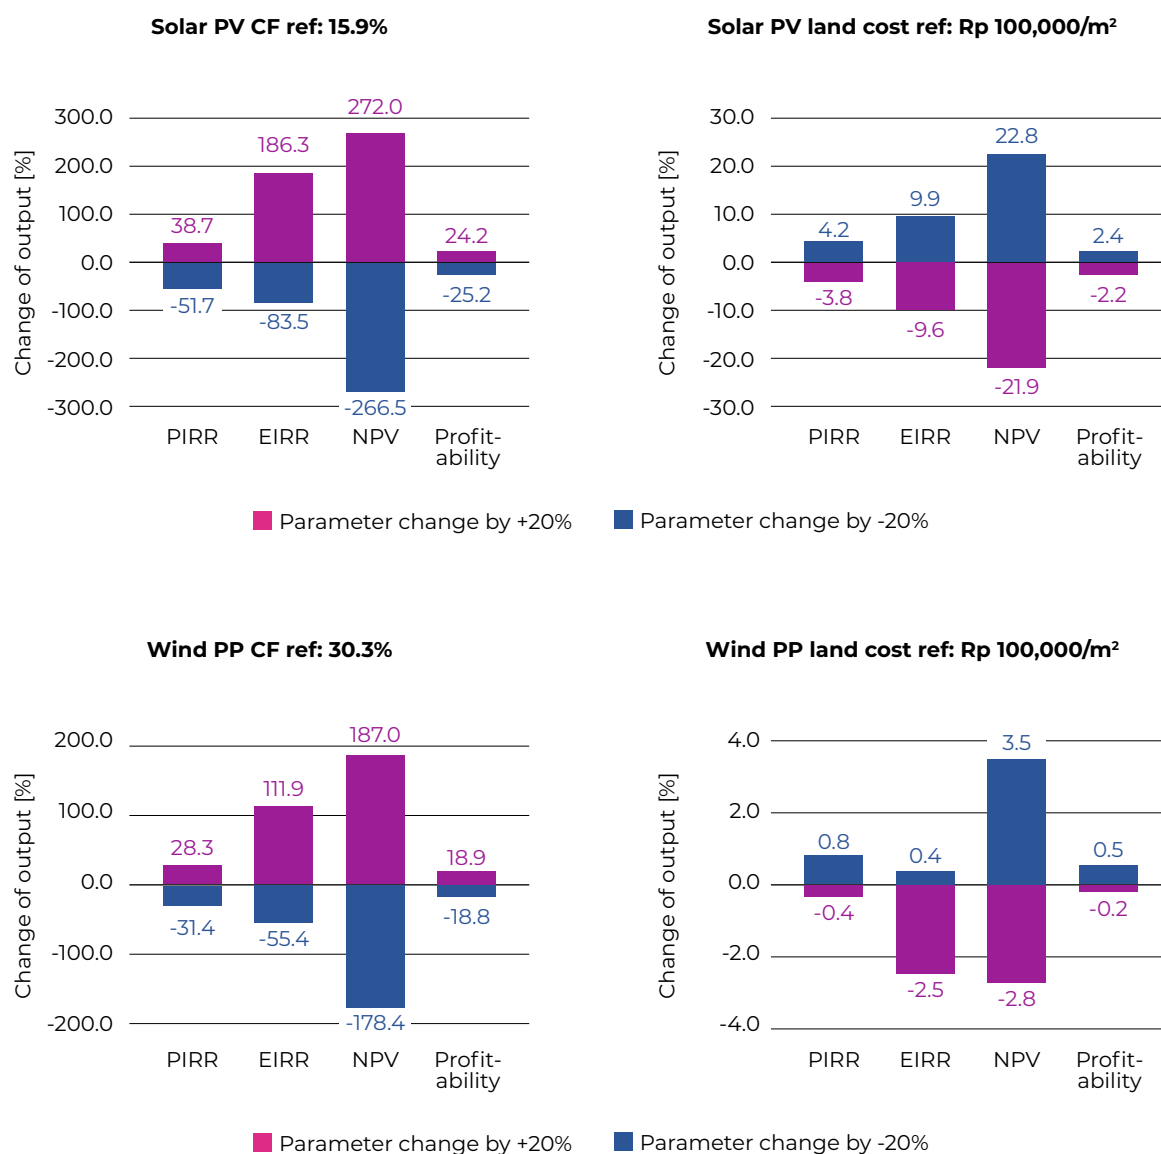 Solar PV CF ref: 15.9%
Change of output [%]
300.0
200.0
100.0
0.0
-100.0
-200.0
-300.0
38.7
186.3
272.0
24.2
-51.7
-83.5
-266.5
-25.2
PIRR
EIRR
NPV
Profit-
ability
Solar PV land cost ref: Rp 100,000/m²
Change of output [%]
30.0
20.0
10.0
0.0
-10.0
-20.0
-30.0
4.2
9.9
22.8
2.4
-3.8
-9.6
-21.9
-2.2
PIRR
EIRR
NPV
Profit-
ability
Parameter change by +20%
Parameter change by -20%
Wind PP CF ref: 30.3%
Change of output [%]
200.0
100.0
0.0
-100.0
-200.0
28.3
111.9
187.0
18.9
-31.4
-55.4
-178.4
-18.8
PIRR
EIRR
NPV
Profit-
ability
Wind PP land cost ref: Rp 100,000/m²
Change of output [%]
4.0
2.0
0.0
-2.0
-4.0
0.8
0.4
3.5
0.5
-0.4
-2.5
-2.8
-0.2
PIRR
EIRR
NPV
Profit-
ability
Parameter change by +20%
Parameter change by -20%